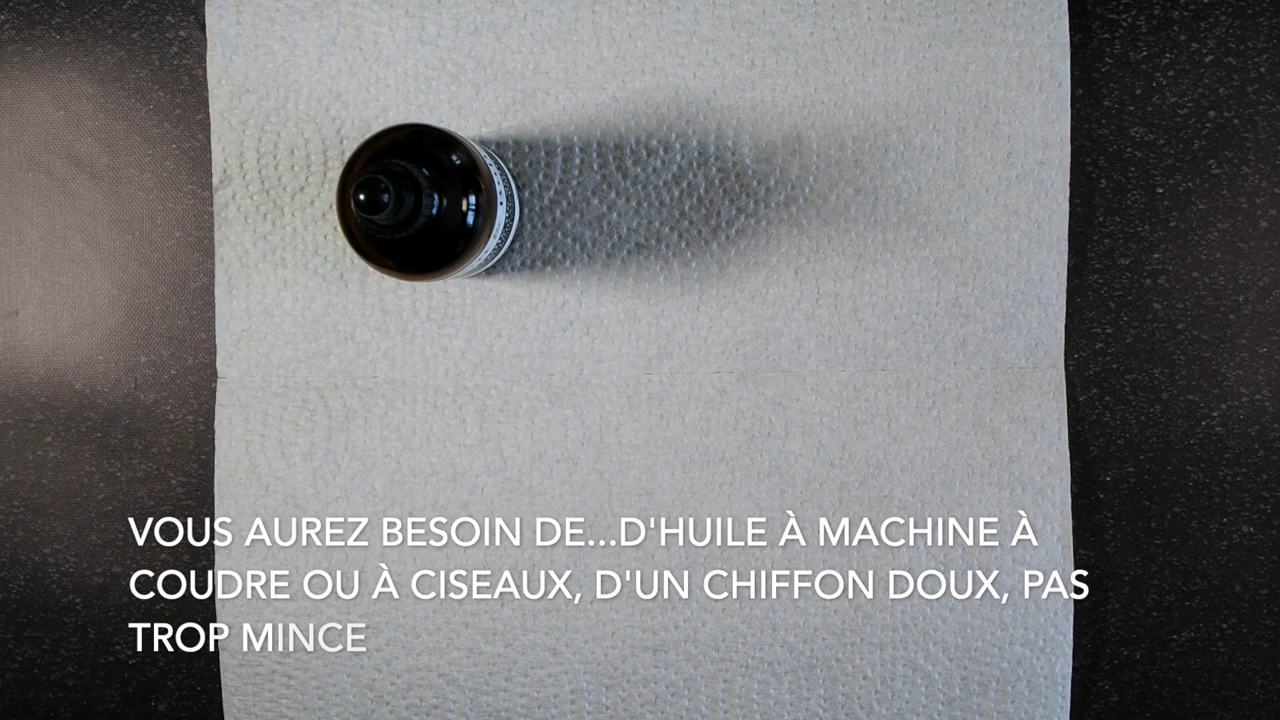 VOUS AUREZ BESOIN DE...D'HUILE À MACHINE À
COUDRE OU À CISEAUX, D'UN CHIFFON DOUX, PAS
TROP MINCE